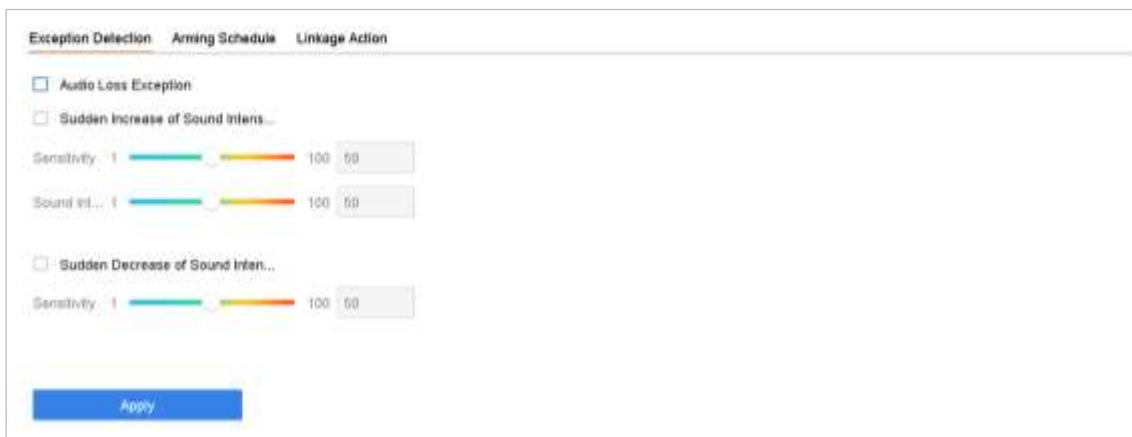 Exception Detection Arming Schedule Linkage Action
Audio Loss Exception
Sudden Increase of Sound Intens...
Sensitivity 1 100 50
Sound Int... 1 100 50
Sudden Decrease of Sound Inten...
Sensitivity 1 100 50
Apply